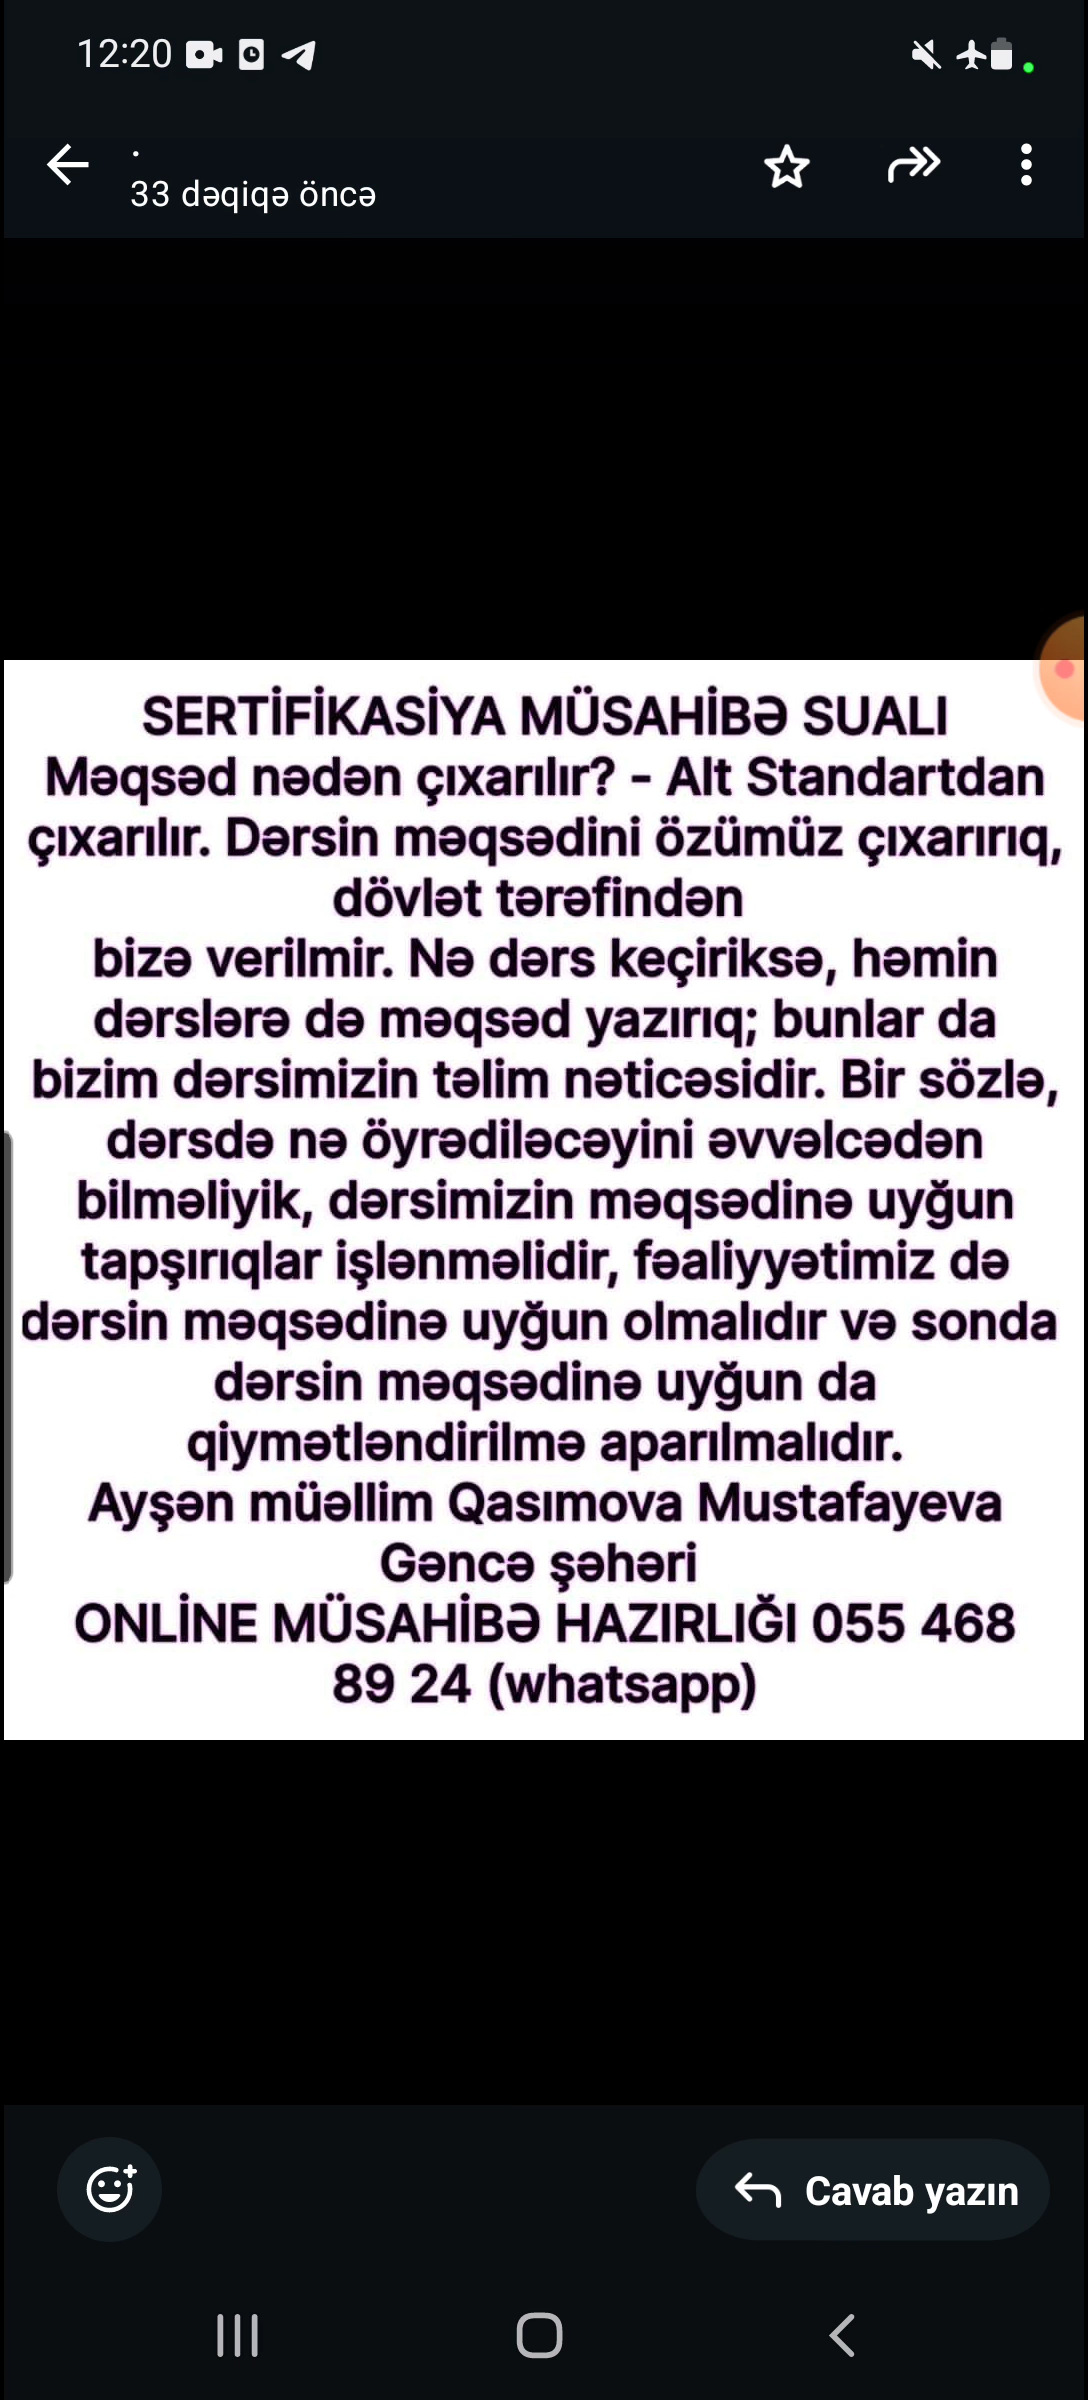 12:20
.
33 dəqiqə öncə
SERTİFİKASİYA MÜSAHİBƏ SUALI
Məqsəd nədən çıxarılır? - Alt Standartdan
çıxarılır. Dərsin məqsədini özümüz çıxarırıq,
dövlət tərəfindən
bizə verilmir. Nə dərs keçiriksə, həmin
dərslərə də məqsəd yazırıq; bunlar da
bizim dərsimizin təlim nəticəsidir. Bir sözlə,
dərsdə nə öyrədiləcəyini əvvəlcədən
bilməliyik, dərsimizin məqsədinə uyğun
tapşırıqlar işlənməlidir, fəaliyyətimiz də
dərsin məqsədinə uyğun olmalıdır və sonda
dərsin məqsədinə uyğun da
qiymətləndirilmə aparılmalıdır.
Ayşən müəllim Qasımova Mustafayeva
Gəncə şəhəri
ONLİNE MÜSAHİBƏ HAZIRLIĞI 055 468
89 24 (whatsapp)
Cavab yazın